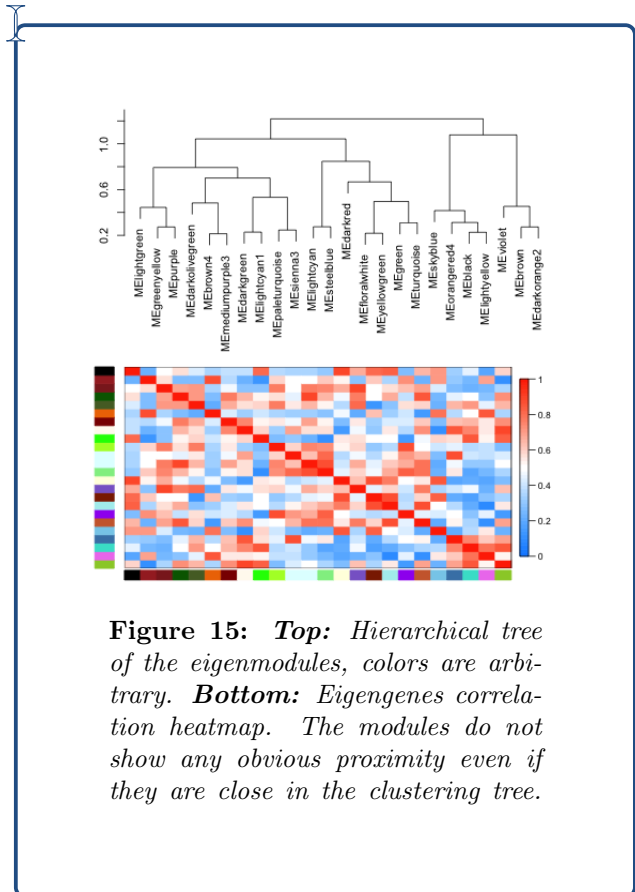 1.0
0.6
0.2
MElightgreen
MEgreenyellow
MEpurple
MEdarkolivegreen
MEbrown4
MEmediumpurple3
MEdarkgreen
MElightcyan1
MEpaleturquoise
MEsienna3
MElightcyan
MEsteelblue
MEdarkred
MEfloralwhite
MEyellowgreen
MEgreen
MEturquoise
MEskyblue
MEorangered4
MEblack
MElightyellow
MEviolet
MEbrown
MEdarkorange2
1
0.8
0.6
0.4
0.2
0
Figure 15: Top: Hierarchical tree
of the eigenmodules, colors are arbi-
trary. Bottom: Eigengenes correla-
tion heatmap. The modules do not
show any obvious proximity even if
they are close in the clustering tree.